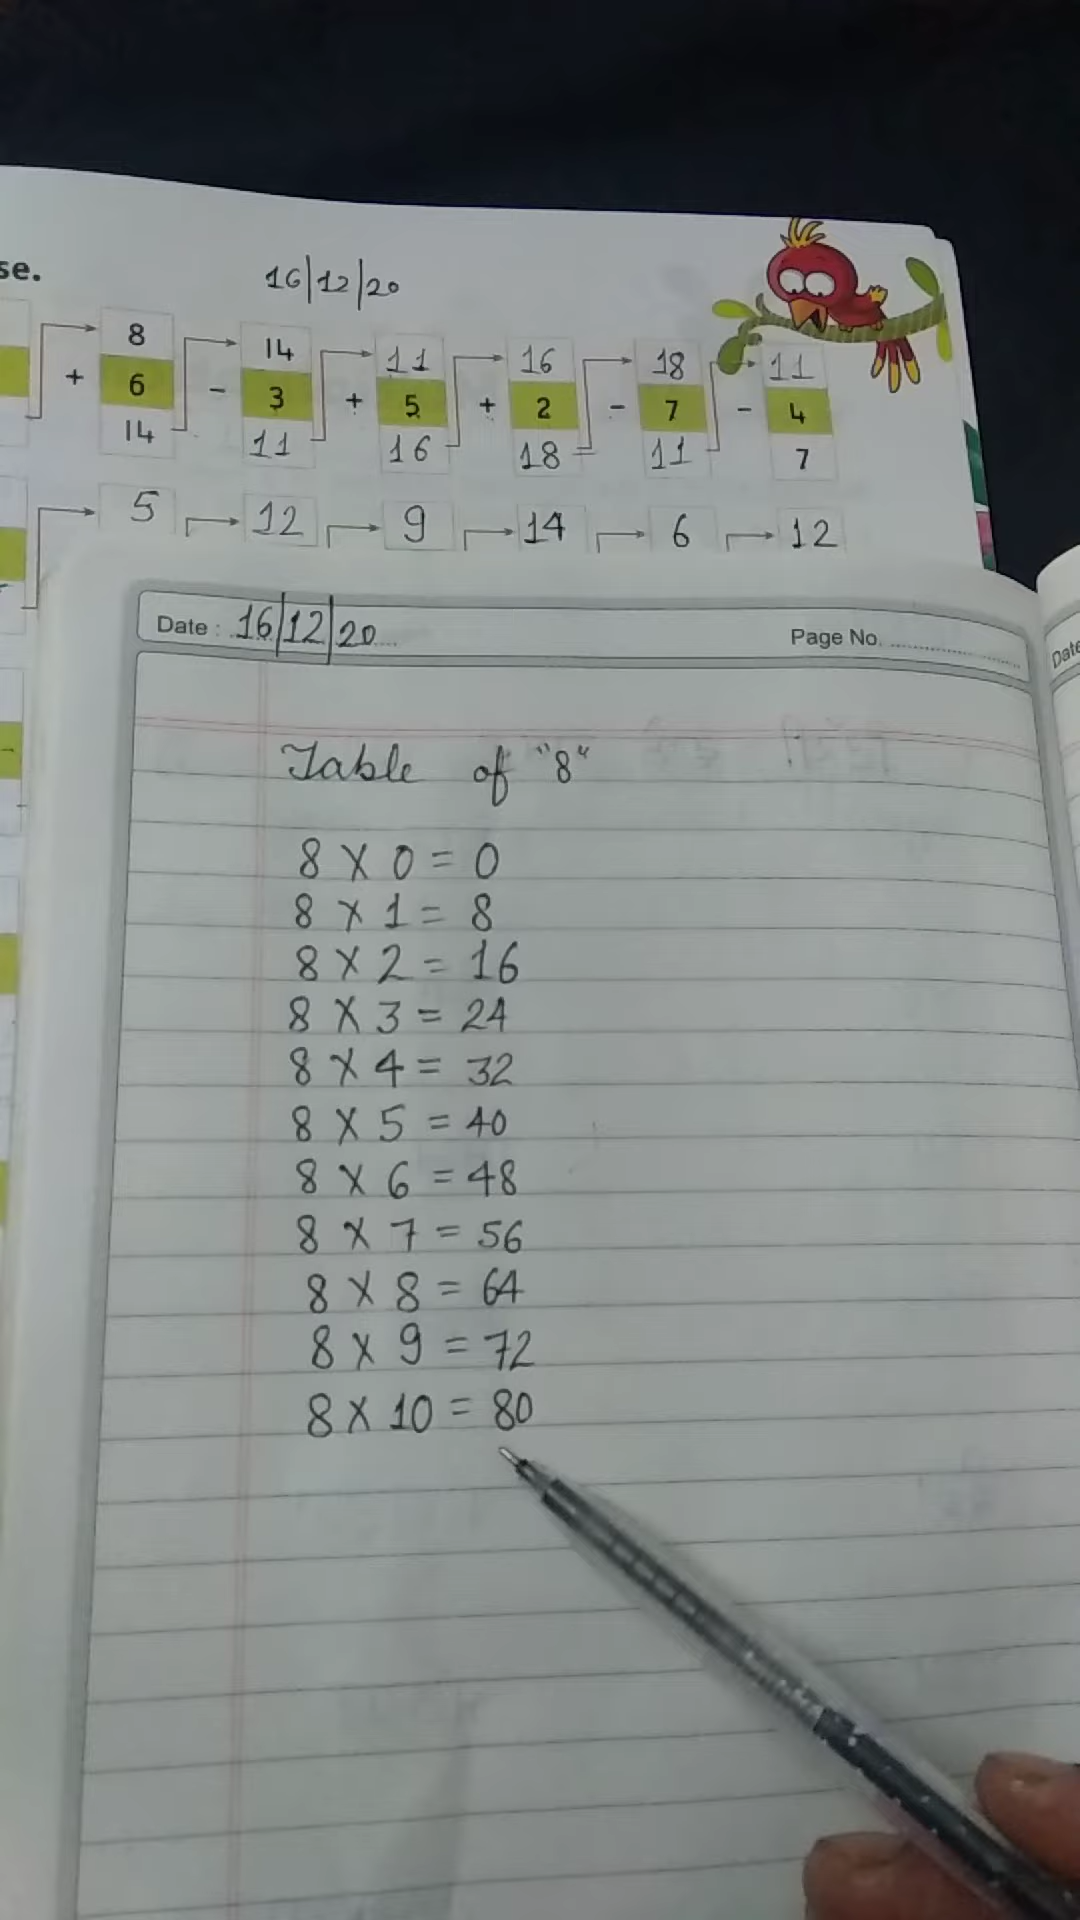 se.
16|12|20
8 14 11 16 18 11
+ 6 - 3 + 5 + 2 - 7 - 4
14 11 16 18 11 7
5 12 9 14 6 12
Date : 16|12|20 Page No.
Date
Table of "8"
8 X 0 = 0
8 X 1 = 8
8 X 2 = 16
8 X 3 = 24
8 X 4 = 32
8 X 5 = 40
8 X 6 = 48
8 X 7 = 56
8 X 8 = 64
8 X 9 = 72
8 X 10 = 80